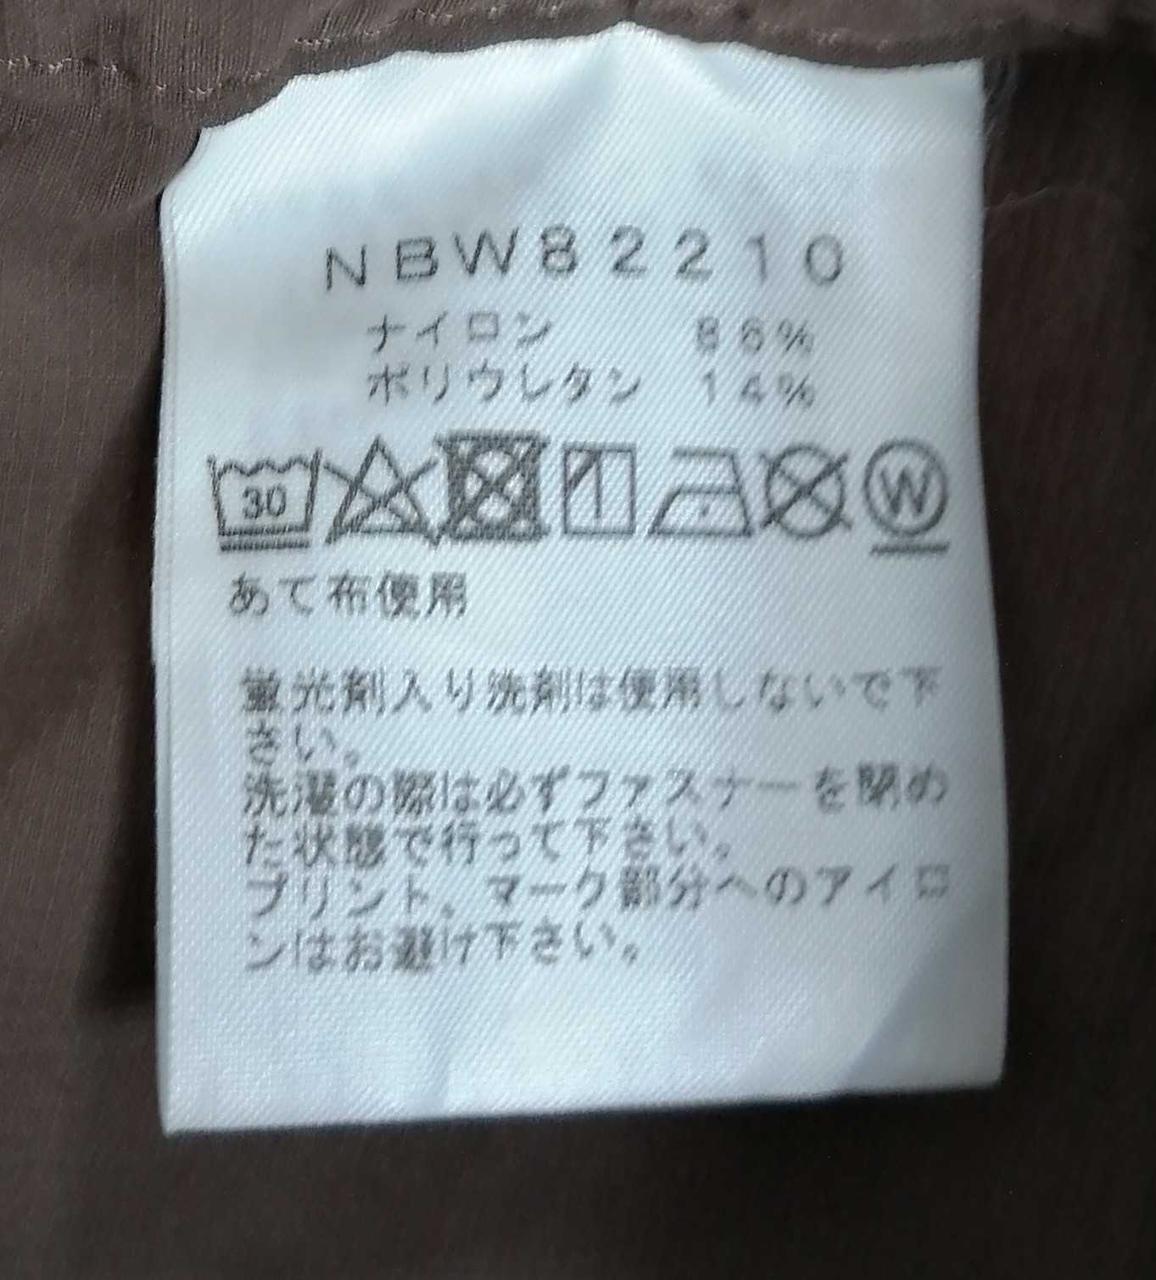 NBW82210
ナイロン 86%
ポリウレタン 14%
30 W
あて布使用
蛍光剤入り洗剤は使用しないで下
さい。
洗濯の際は必ずファスナーを閉め
た状態で行って下さい。
プリント、マーク部分へのアイロ
ンはお避け下さい。